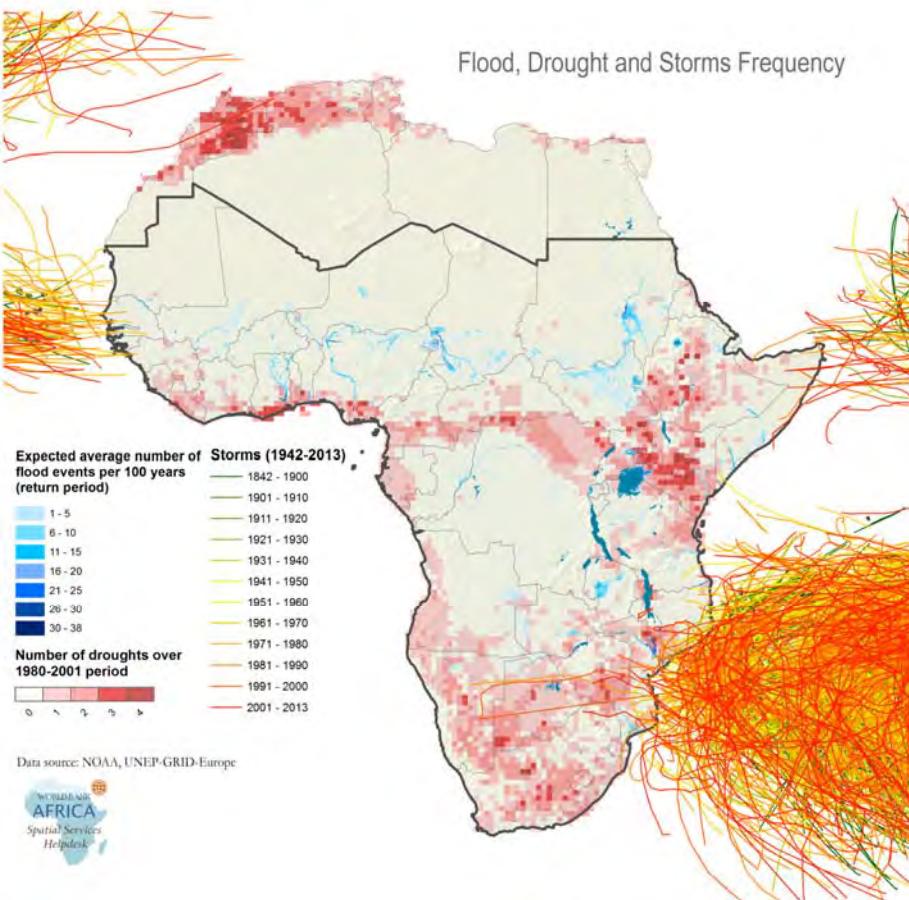 Flood, Drought and Storms Frequency
Expected average number of
flood events per 100 years
(return period)
1 - 5
6 - 10
11 - 15
16 - 20
21 - 25
26 - 30
30 - 38
Number of droughts over
1980-2001 period
0 1 2 3 4
Storms (1942-2013)
1842 - 1900
1901 - 1910
1911 - 1920
1921 - 1930
1931 - 1940
1941 - 1950
1951 - 1960
1961 - 1970
1971 - 1980
1981 - 1990
1991 - 2000
2001 - 2013
Data source: NOAA, UNEP-GRID-Europe
WORLD BANK
AFRICA
Spatial Services
Helpdesk